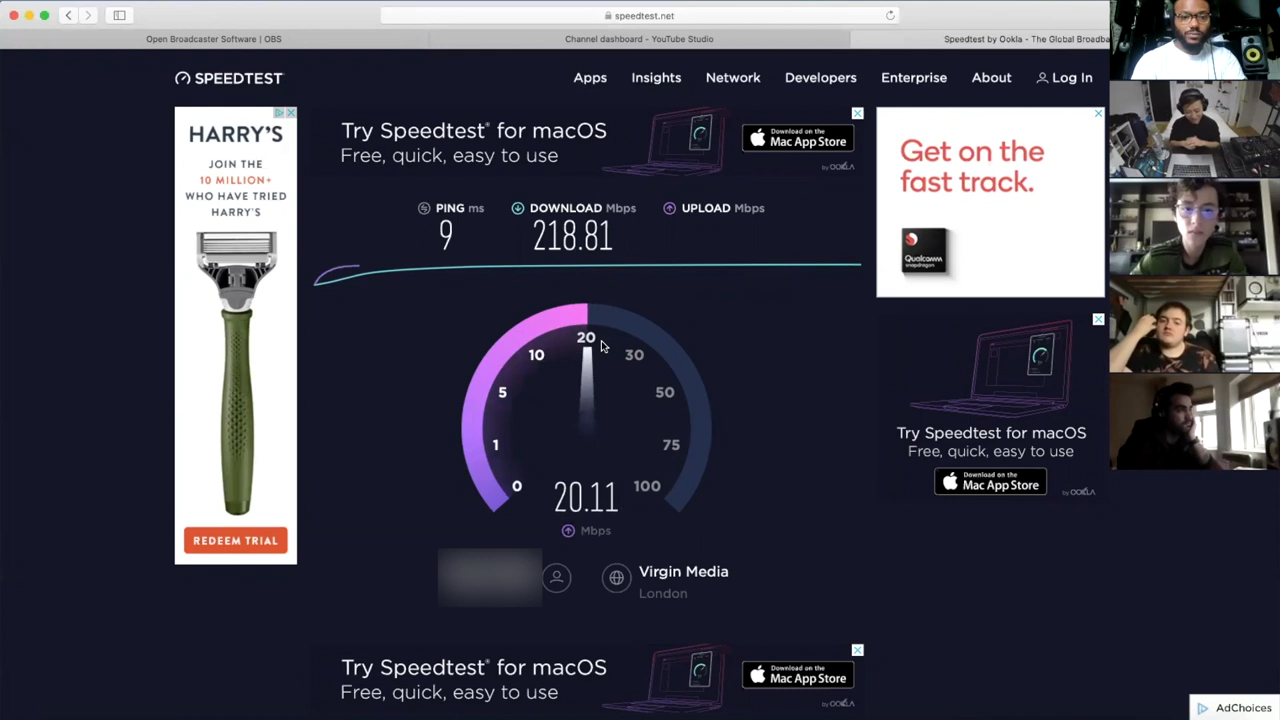 speedtest.net
Open Broadcaster Software | OBS
Channel dashboard - YouTube Studio
Speedtest by Ookla - The Global Broadba
SPEEDTEST
Apps
Insights
Network
Developers
Enterprise
About
Log In
HARRY'S
JOIN THE
10 MILLION+
WHO HAVE TRIED
HARRY'S
REDEEM TRIAL
Try Speedtest® for macOS
Free, quick, easy to use
Download on the
Mac App Store
by OOKLA
PING ms
9
DOWNLOAD Mbps
218.81
UPLOAD Mbps
0
1
5
10
20
30
50
75
100
20.11
Mbps
Virgin Media
London
Get on the
fast track.
Qualcomm
snapdragon
Try Speedtest for macOS
Free, quick, easy to use
Download on the
Mac App Store
by OOKLA
Try Speedtest® for macOS
Free, quick, easy to use
Download on the
Mac App Store
by OOKLA
AdChoices